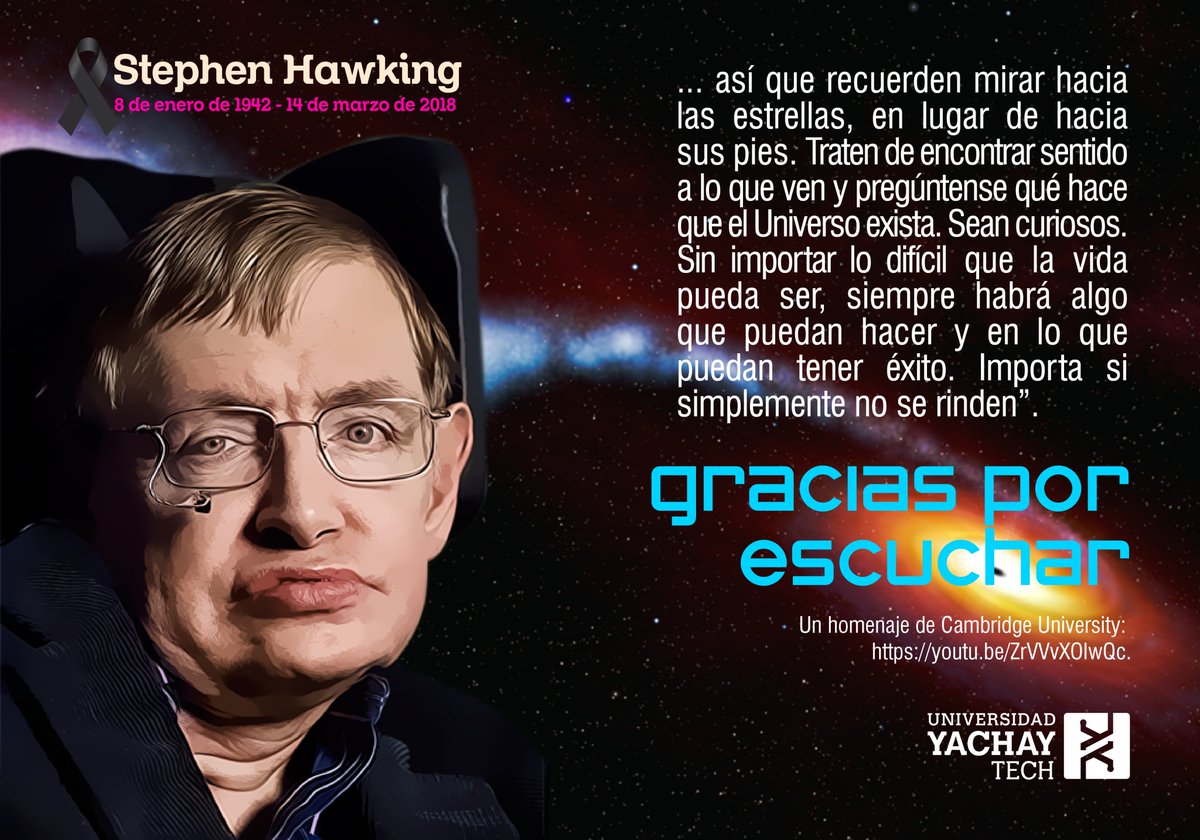 Stephen Hawking
8 de enero de 1942 - 14 de marzo de 2018
... así que recuerden mirar hacia
las estrellas, en lugar de hacia
sus pies. Traten de encontrar sentido
a lo que ven y pregúntense qué hace
que el Universo exista. Sean curiosos.
Sin importar lo difícil que la vida
pueda ser, siempre habrá algo
que puedan hacer y en lo que
puedan tener éxito. Importa si
simplemente no se rinden”.
gracias por
escuchar
Un homenaje de Cambridge University:
https://youtu.be/ZrVVvXOIwQc.
UNIVERSIDAD
YACHAY
TECH